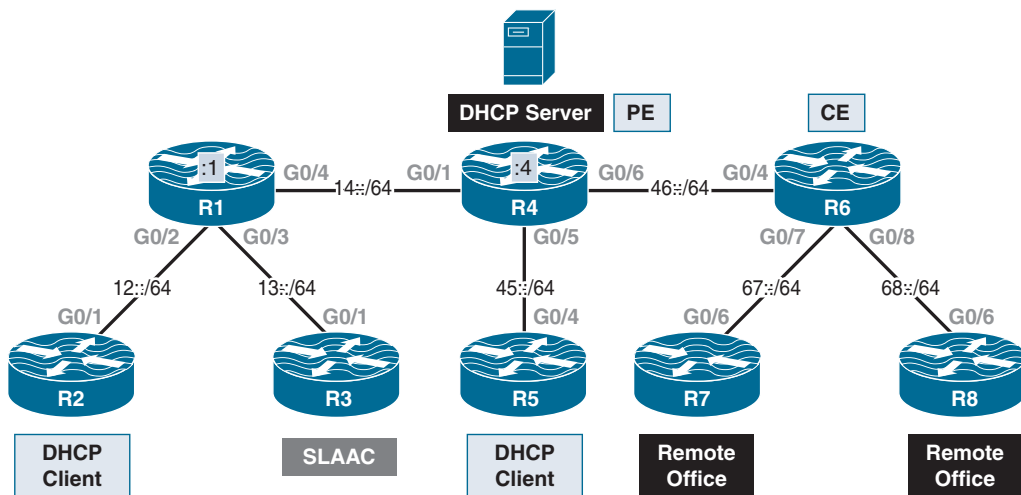 DHCP Server
PE
CE
:1
:4
G0/4
G0/1
G0/6
G0/4
14::/64
46::/64
R1
R4
R6
G0/2
G0/3
G0/5
G0/7
G0/8
12::/64
13::/64
45::/64
67::/64
68::/64
G0/1
G0/1
G0/4
G0/6
G0/6
R2
R3
R5
R7
R8
DHCP
Client
SLAAC
DHCP
Client
Remote
Office
Remote
Office